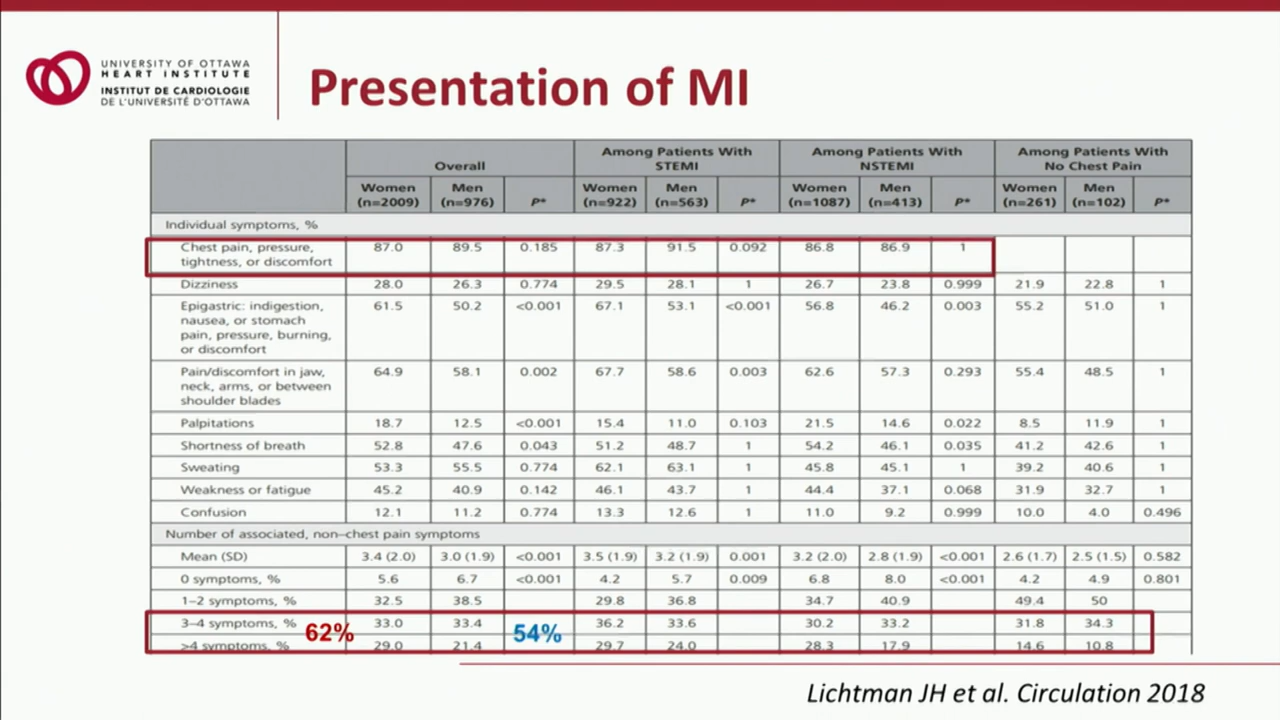 UNIVERSITY OF OTTAWA
HEART INSTITUTE
INSTITUT DE CARDIOLOGIE
DE L'UNIVERSITÉ D'OTTAWA
Presentation of MI
Overall
Among Patients With STEMI
Among Patients With NSTEMI
Among Patients With No Chest Pain
Women (n=2009) Men (n=976) P* Women (n=922) Men (n=563) P* Women (n=1087) Men (n=413) P* Women (n=261) Men (n=102) P*
Individual symptoms, %
Chest pain, pressure, tightness, or discomfort 87.0 89.5 0.185 87.3 91.5 0.092 86.8 86.9 1
Dizziness 28.0 26.3 0.774 29.5 28.1 1 26.7 23.8 0.999 21.9 22.8 1
Epigastric: indigestion, nausea, or stomach pain, pressure, burning, or discomfort 61.5 50.2 <0.001 67.1 53.1 <0.001 56.8 46.2 0.003 55.2 51.0 1
Pain/discomfort in jaw, neck, arms, or between shoulder blades 64.9 58.1 0.002 67.7 58.6 0.003 62.6 57.3 0.293 55.4 48.5 1
Palpitations 18.7 12.5 <0.001 15.4 11.0 0.103 21.5 14.6 0.022 8.5 11.9 1
Shortness of breath 52.8 47.6 0.043 51.2 48.7 1 54.2 46.1 0.035 41.2 42.6 1
Sweating 53.3 55.5 0.774 62.1 63.1 1 45.8 45.1 1 39.2 40.6 1
Weakness or fatigue 45.2 40.9 0.142 46.1 43.7 1 44.4 37.1 0.068 31.9 32.7 1
Confusion 12.1 11.2 0.774 13.3 12.6 1 11.0 9.2 0.999 10.0 4.0 0.496
Number of associated, non–chest pain symptoms
Mean (SD) 3.4 (2.0) 3.0 (1.9) <0.001 3.5 (1.9) 3.2 (1.9) 0.001 3.2 (2.0) 2.8 (1.9) <0.001 2.6 (1.7) 2.5 (1.5) 0.582
0 symptoms, % 5.6 6.7 <0.001 4.2 5.7 0.009 6.8 8.0 <0.001 4.2 4.9 0.801
1–2 symptoms, % 32.5 38.5 29.8 36.8 34.7 40.9 49.4 50
3–4 symptoms, % 33.0 33.4 36.2 33.6 30.2 33.2 31.8 34.3
62% 54%
>4 symptoms, % 29.0 21.4 29.7 24.0 28.3 17.9 14.6 10.8
Lichtman JH et al. Circulation 2018